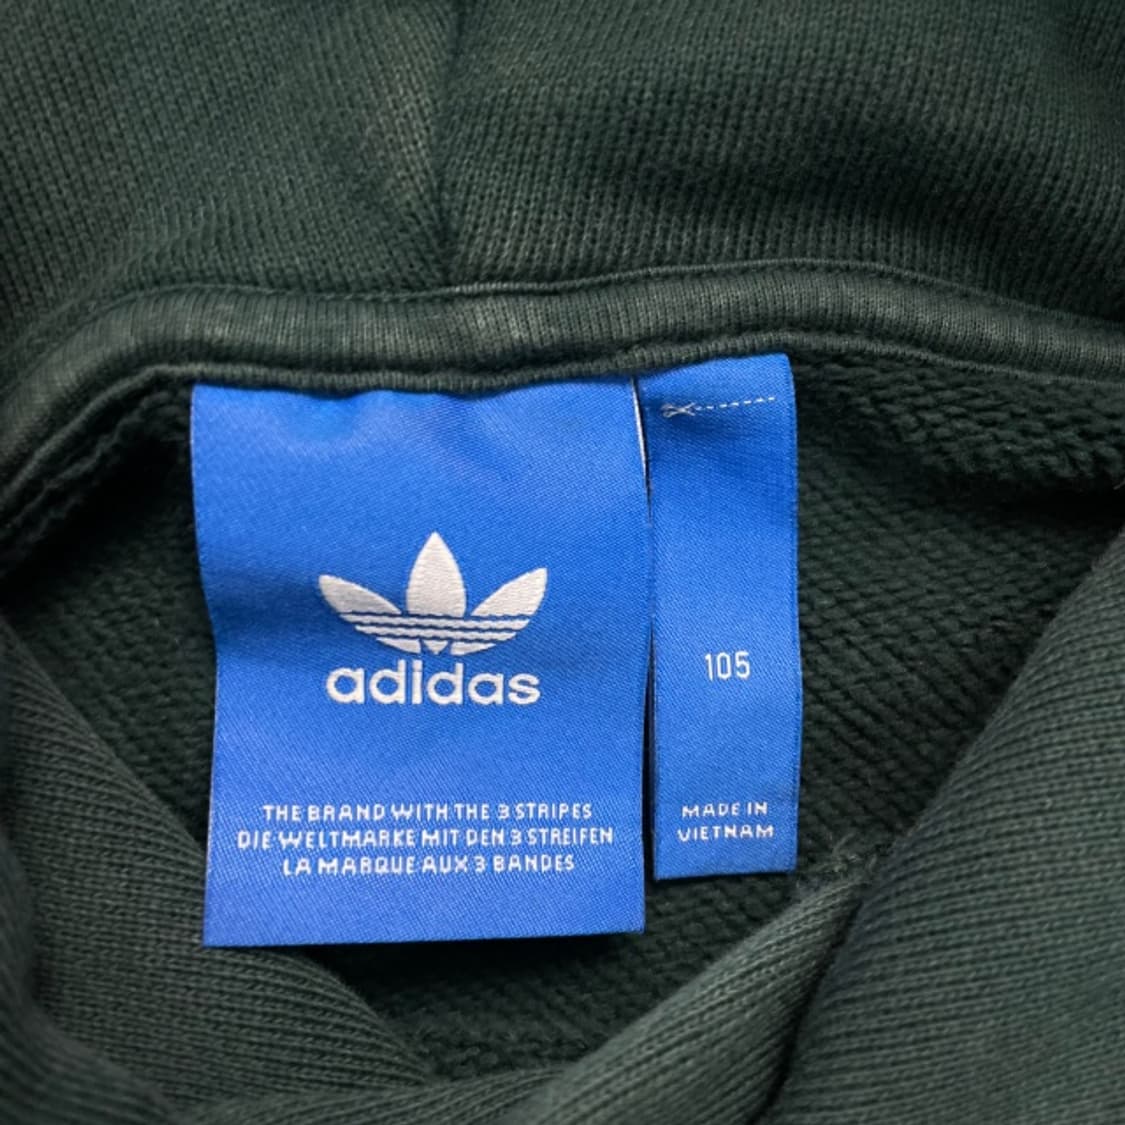 adidas
THE BRAND WITH THE 3 STRIPES
DIE WELTMARKE MIT DEN 3 STREIFEN
LA MARQUE AUX 3 BANDES
105
MADE IN
VIETNAM